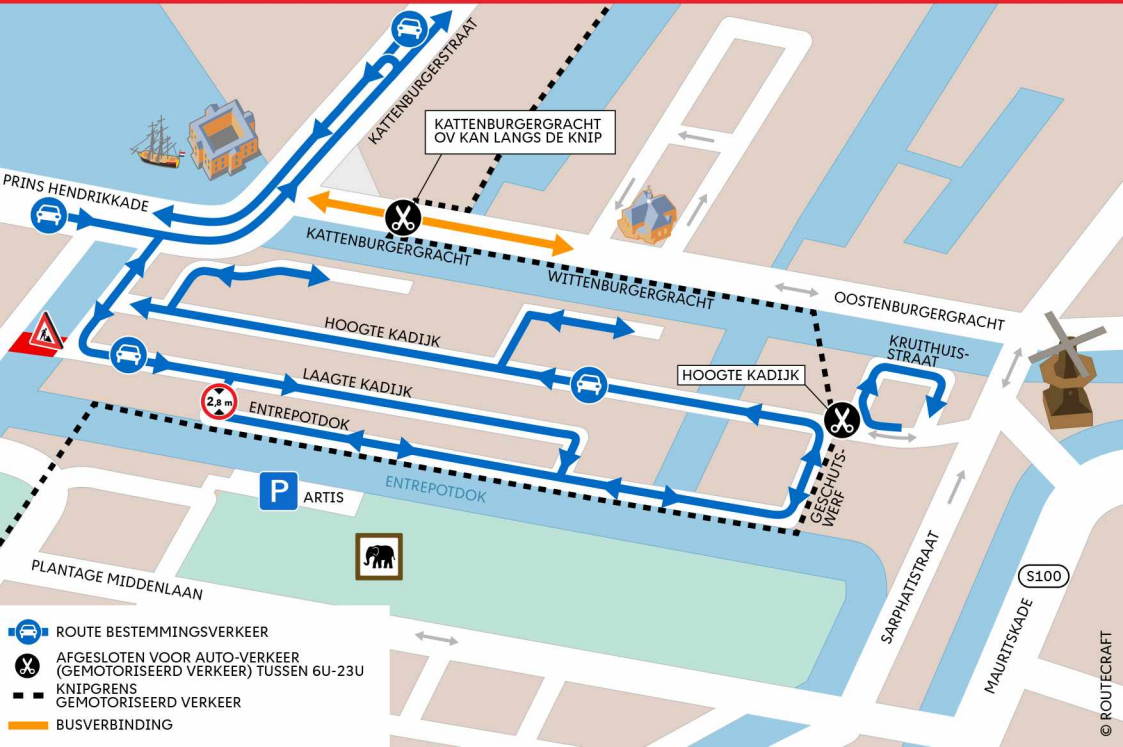 KATTENBURGERSTRAAT
KATTENBURGERGRACHT
OV KAN LANGS DE KNIP
PRINS HENDRIKKADE
KATTENBURGERGRACHT
WITTENBURGERGRACHT
OOSTENBURGERGRACHT
KRUITHUIS-
STRAAT
HOOGTE KADIJK
HOOGTE KADIJK
LAAGTE KADIJK
2,8 m
ENTREPOTDOK
GESCHUTS-
WERF
ENTREPOTDOK
P
ARTIS
PLANTAGE MIDDENLAAN
SARPHATISTRAAT
S100
MAURITSKADE
ROUTE BESTEMMINGSVERKEER
AFGESLOTEN VOOR AUTO-VERKEER
(GEMOTORISEERD VERKEER) TUSSEN 6U-23U
KNIPGRENS
GEMOTORISEERD VERKEER
BUSVERBINDING
© ROUTECRAFT